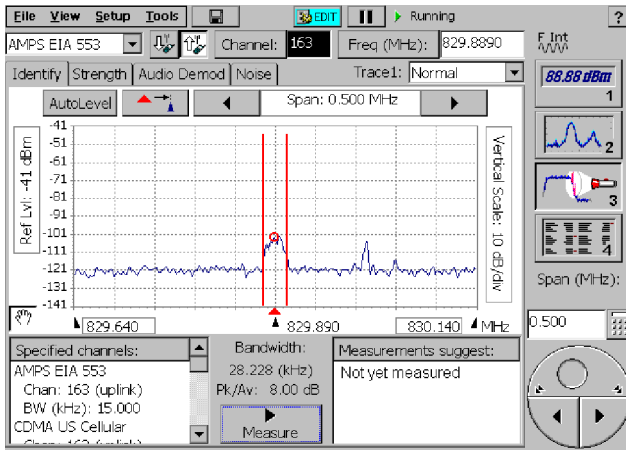 File View Setup Tools EDIT Running ?
AMPS EIA 553 Channel: 163 Freq (MHz): 829.8890 F Int
Identify Strength Audio Demod Noise Trace1: Normal
88.88 dBm
1
AutoLevel Span: 0.500 MHz
Ref Lvl: -41 dBm
-41
-51
-61
-71
-81
-91
-101
-111
-121
-131
-141
Vertical Scale: 10 dB/div
2
3
4
Span (MHz):
0.500
829.640 829.890 830.140 MHz
Specified channels:
AMPS EIA 553
Chan: 163 (uplink)
BW (kHz): 15.000
CDMA US Cellular
Chan: 163 (uplink)
Bandwidth:
28.228 (kHz)
Pk/Av: 8.00 dB
Measure
Measurements suggest:
Not yet measured